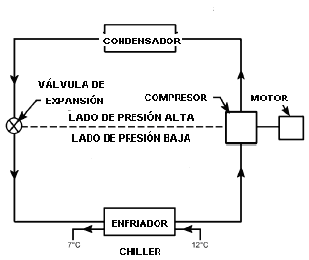 CONDENSADOR
VÁLVULA DE
EXPANSIÓN
COMPRESOR
MOTOR
LADO DE PRESIÓN ALTA
LADO DE PRESIÓN BAJA
ENFRIADOR
7°C
12°C
CHILLER